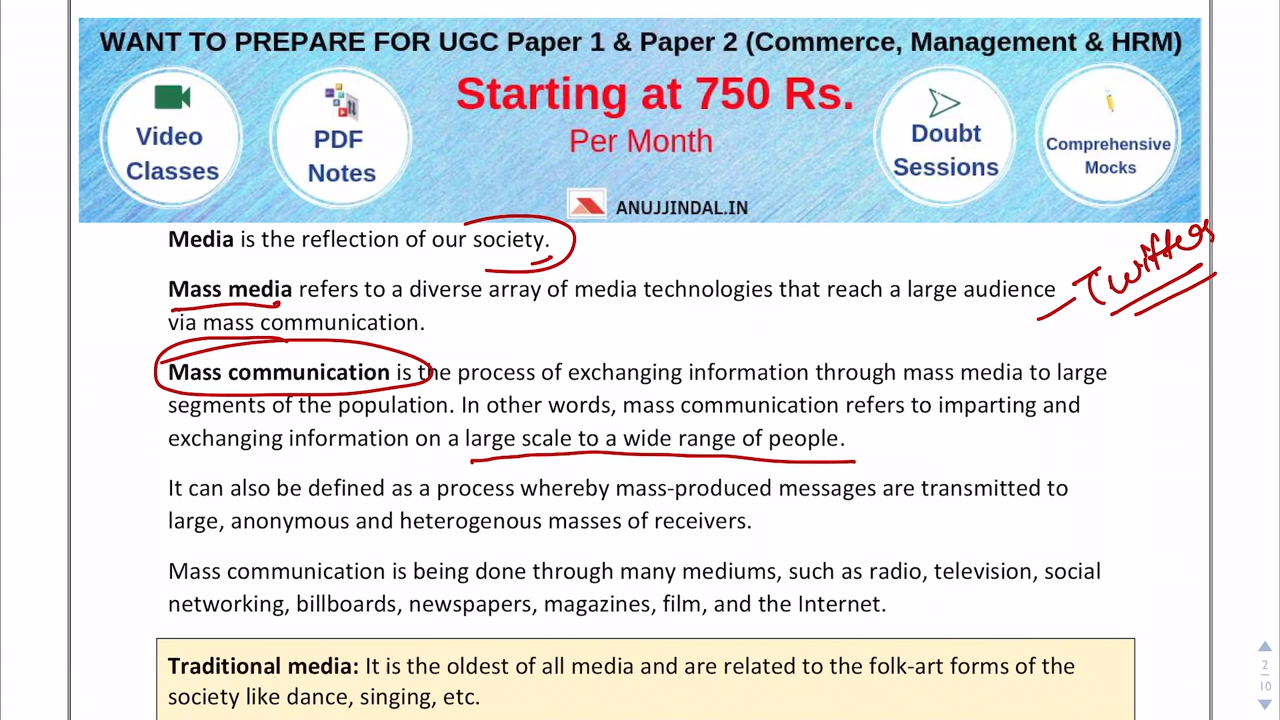 WANT TO PREPARE FOR UGC Paper 1 & Paper 2 (Commerce, Management & HRM)
Video Classes
PDF Notes
Starting at 750 Rs.
Per Month
Doubt Sessions
Comprehensive Mocks
ANUJJINDAL.IN
Media is the reflection of our society.
Mass media refers to a diverse array of media technologies that reach a large audience
via mass communication.
Twitter
Mass communication is the process of exchanging information through mass media to large
segments of the population. In other words, mass communication refers to imparting and
exchanging information on a large scale to a wide range of people.
It can also be defined as a process whereby mass-produced messages are transmitted to
large, anonymous and heterogenous masses of receivers.
Mass communication is being done through many mediums, such as radio, television, social
networking, billboards, newspapers, magazines, film, and the Internet.
Traditional media: It is the oldest of all media and are related to the folk-art forms of the
society like dance, singing, etc.
2
10